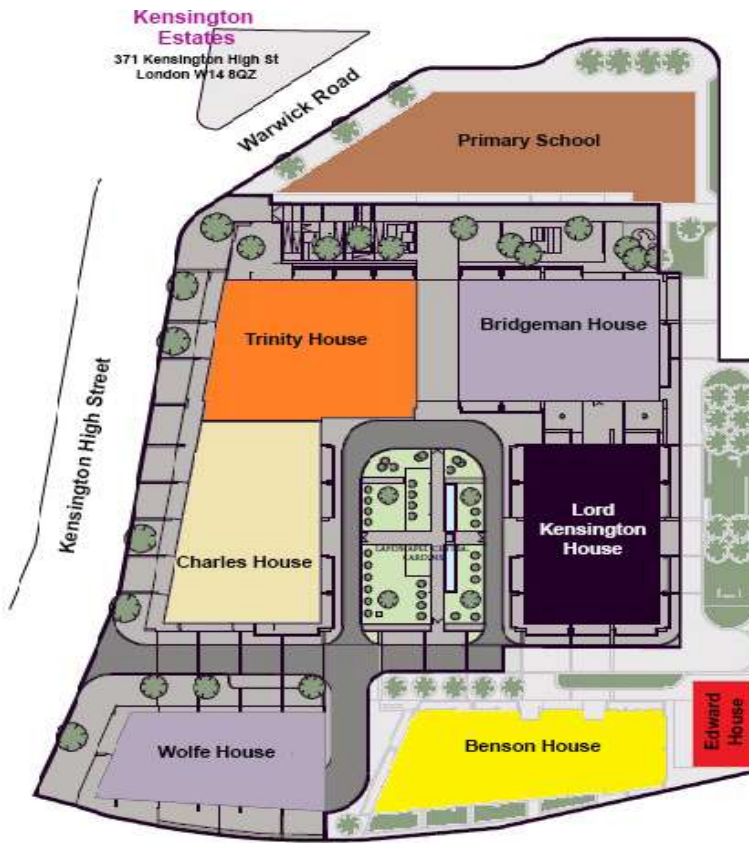 Kensington
Estates
371 Kensington High St
London W14 8QZ
Warwick Road
Primary School
Trinity House
Bridgeman House
Kensington High Street
Lord
Kensington
House
Charles House
GARDENS
Edward
House
Wolfe House
Benson House